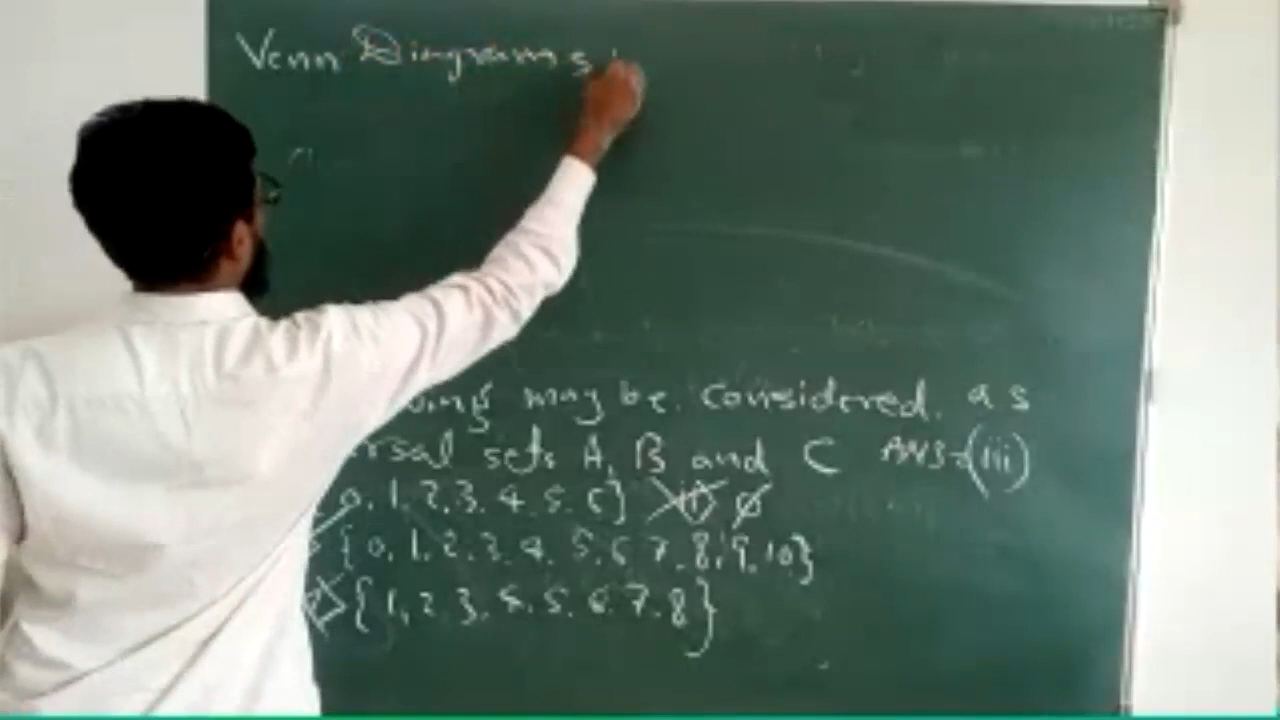 Venn Diagrams
may be considered as
sets A, B and C ANS=(iii)
0, 1, 2, 3, 4, 5, 6} (ii) ϕ
{0, 1, 2, 3, 4, 5, 6, 7, 8, 9, 10}
{1, 2, 3, 4, 5, 6, 7, 8}